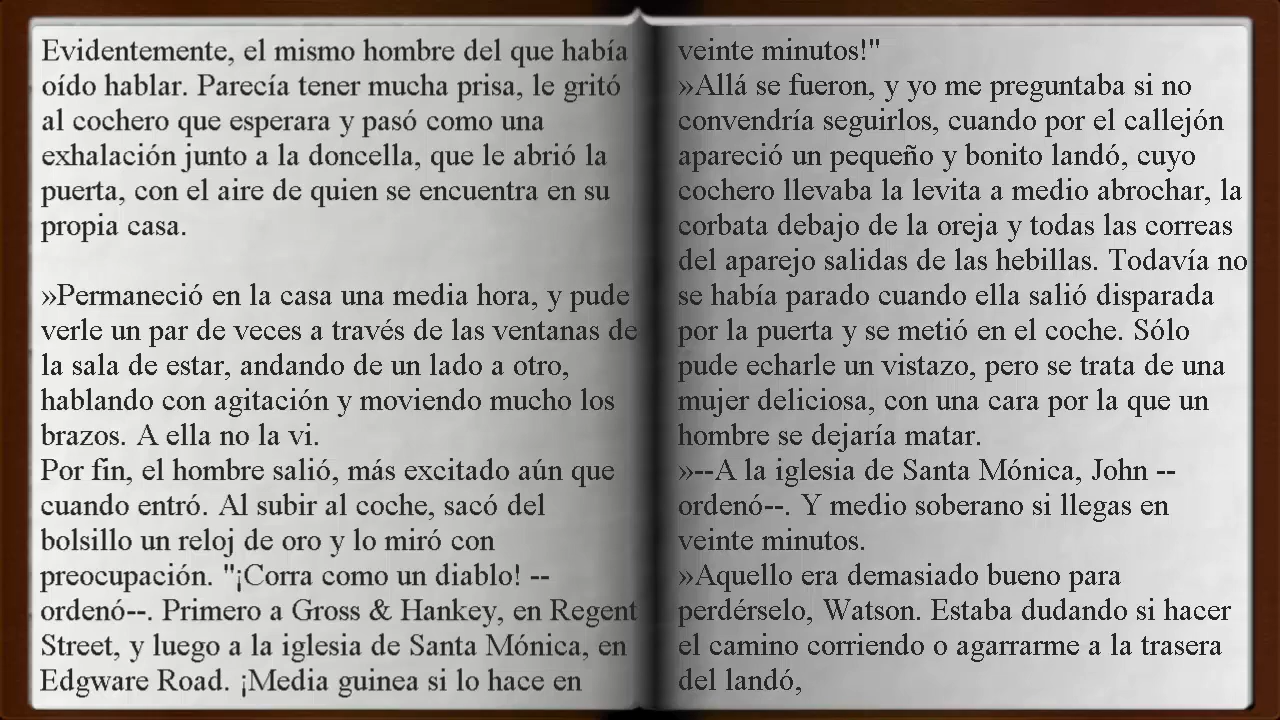 Evidentemente, el mismo hombre del que había
oído hablar. Parecía tener mucha prisa, le gritó
al cochero que esperara y pasó como una
exhalación junto a la doncella, que le abrió la
puerta, con el aire de quien se encuentra en su
propia casa.
»Permaneció en la casa una media hora, y pude
verle un par de veces a través de las ventanas de
la sala de estar, andando de un lado a otro,
hablando con agitación y moviendo mucho los
brazos. A ella no la vi.
Por fin, el hombre salió, más excitado aún que
cuando entró. Al subir al coche, sacó del
bolsillo un reloj de oro y lo miró con
preocupación. "¡Corra como un diablo! --
ordenó--. Primero a Gross & Hankey, en Regent
Street, y luego a la iglesia de Santa Mónica, en
Edgware Road. ¡Media guinea si lo hace en
veinte minutos!"
»Allá se fueron, y yo me preguntaba si no
convendría seguirlos, cuando por el callejón
apareció un pequeño y bonito landó, cuyo
cochero llevaba la levita a medio abrochar, la
corbata debajo de la oreja y todas las correas
del aparejo salidas de las hebillas. Todavía no
se había parado cuando ella salió disparada
por la puerta y se metió en el coche. Sólo
pude echarle un vistazo, pero se trata de una
mujer deliciosa, con una cara por la que un
hombre se dejaría matar.
»--A la iglesia de Santa Mónica, John --
ordenó--. Y medio soberano si llegas en
veinte minutos.
»Aquello era demasiado bueno para
perdérselo, Watson. Estaba dudando si hacer
el camino corriendo o agarrarme a la trasera
del landó,